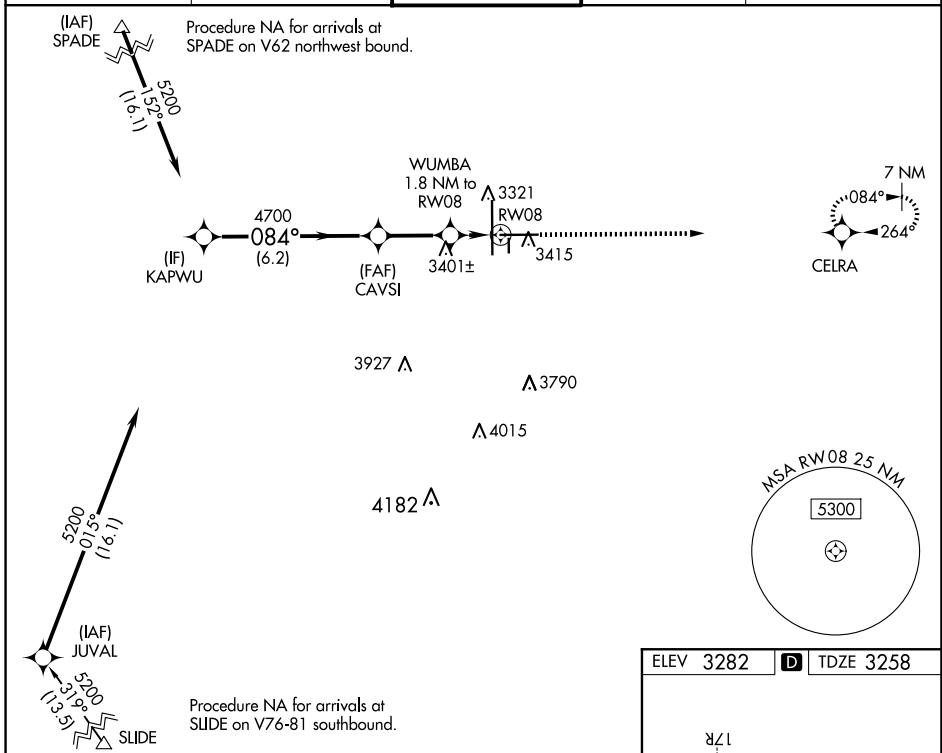 (IAF)
SPADE
Procedure NA for arrivals at
SPADE on V62 northwest bound.
5200
152°
(16.1)
WUMBA
1.8 NM to
RW08
3321
RW08
7 NM
084°
264°
4700
084°
(6.2)
(IF)
KAPWU
(FAF)
CAVSI
3401±
3415
CELRA
3927
3790
4015
4182
MSA RW08 25 NM
5300
5200
015°
(16.1)
(IAF)
JUVAL
5200
319°
(13.5)
SLIDE
Procedure NA for arrivals at
SLIDE on V76-81 southbound.
ELEV 3282 D TDZE 3258
17R